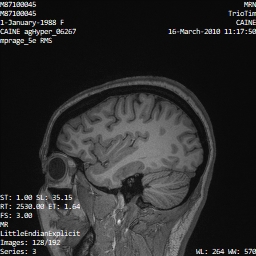 M87100045
M87100045
1-January-1988 F
CAINE agHyper_06267
mprage_5e RMS
MRN
TrioTim
CAINE
16-March-2010 11:17:50
ST: 1.00 SL: 35.15
RT: 2530.00 ET: 1.64
FS: 3.00
MR
LittleEndianExplicit
Images: 128/192
Series: 3
WL: 264 WW: 570